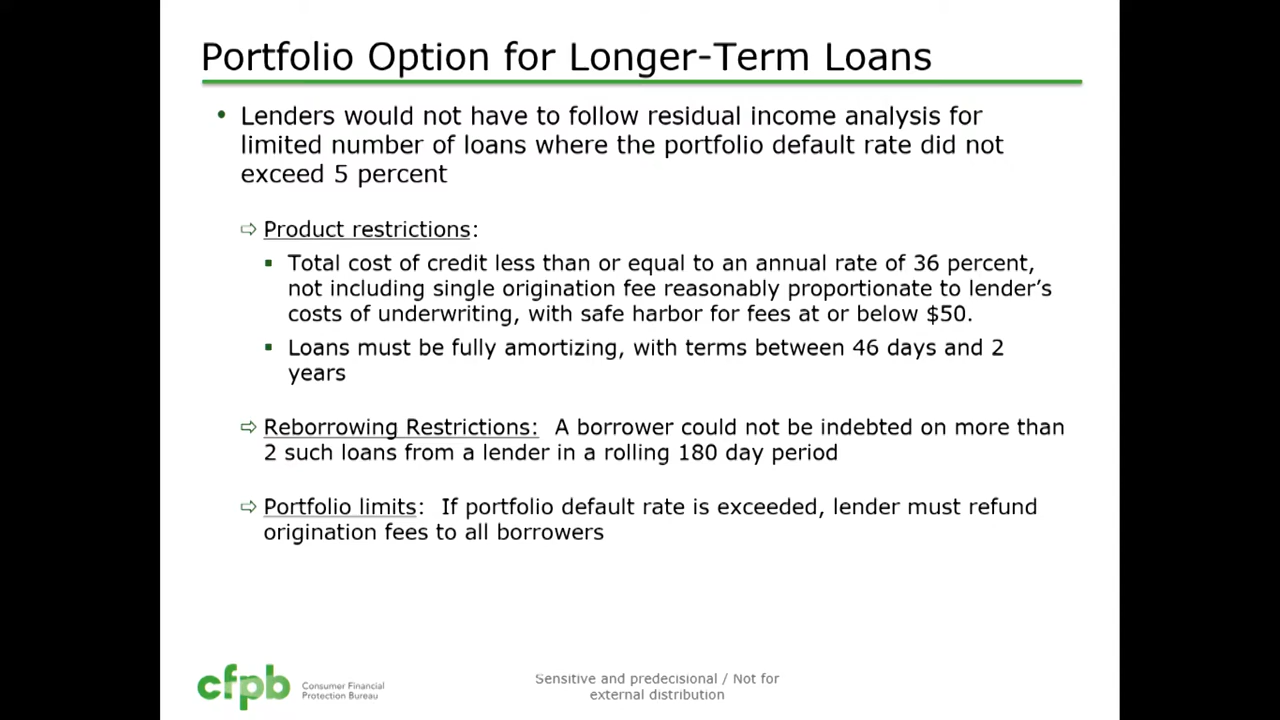 Portfolio Option for Longer-Term Loans
• Lenders would not have to follow residual income analysis for
limited number of loans where the portfolio default rate did not
exceed 5 percent
⇨ Product restrictions:
▪ Total cost of credit less than or equal to an annual rate of 36 percent,
not including single origination fee reasonably proportionate to lender’s
costs of underwriting, with safe harbor for fees at or below $50.
▪ Loans must be fully amortizing, with terms between 46 days and 2
years
⇨ Reborrowing Restrictions: A borrower could not be indebted on more than
2 such loans from a lender in a rolling 180 day period
⇨ Portfolio limits: If portfolio default rate is exceeded, lender must refund
origination fees to all borrowers
cfpb
Consumer Financial
Protection Bureau
Sensitive and predecisional / Not for
external distribution